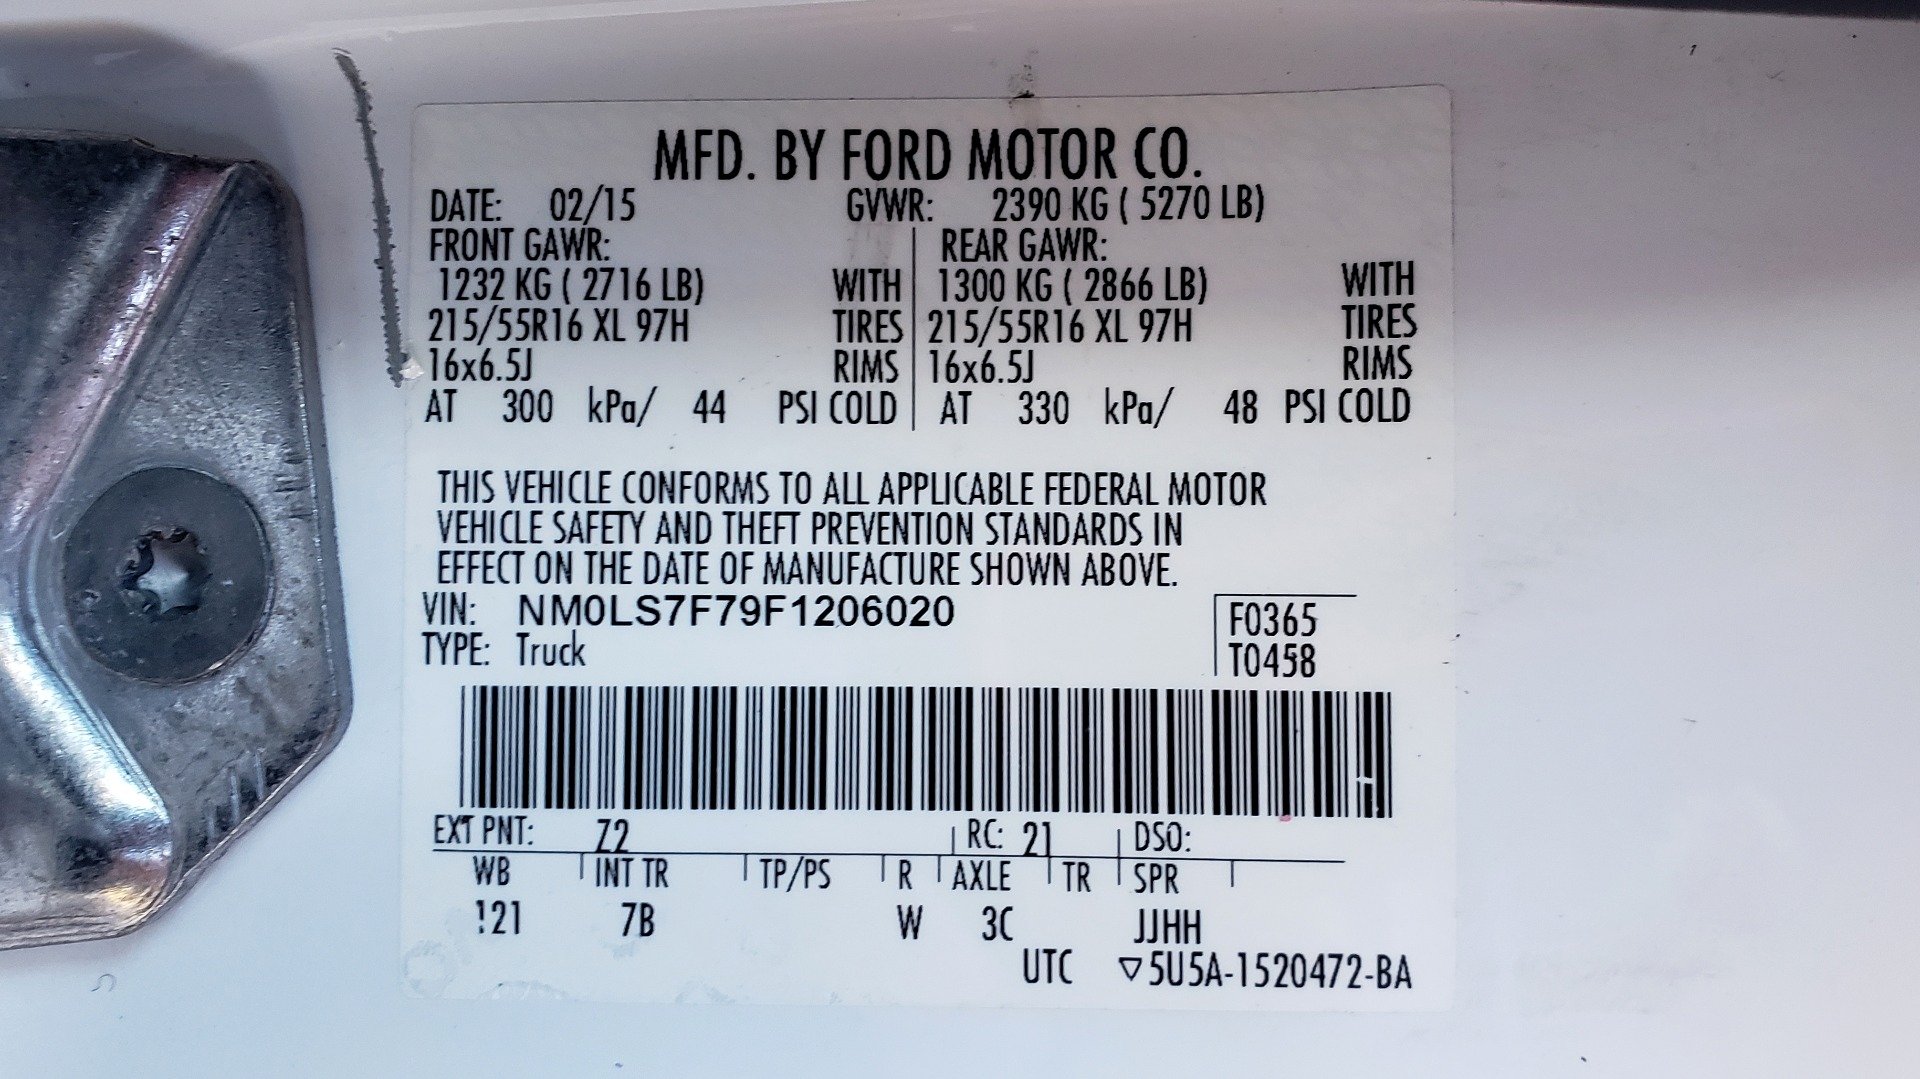 MFD. BY FORD MOTOR CO.
DATE: 02/15 GVWR: 2390 KG ( 5270 LB)
FRONT GAWR: REAR GAWR:
1232 KG ( 2716 LB) WITH 1300 KG ( 2866 LB) WITH
215/55R16 XL 97H TIRES 215/55R16 XL 97H TIRES
16x6.5J RIMS 16x6.5J RIMS
AT 300 kPa/ 44 PSI COLD AT 330 kPa/ 48 PSI COLD
THIS VEHICLE CONFORMS TO ALL APPLICABLE FEDERAL MOTOR
VEHICLE SAFETY AND THEFT PREVENTION STANDARDS IN
EFFECT ON THE DATE OF MANUFACTURE SHOWN ABOVE.
VIN: NM0LS7F79F1206020 F0365
TYPE: Truck T0458
EXT PNT: Z2 RC: 21 DSO:
WB INT TR TP/PS R AXLE TR SPR
121 7B W 3C JJHH
UTC ▽5U5A-1520472-BA